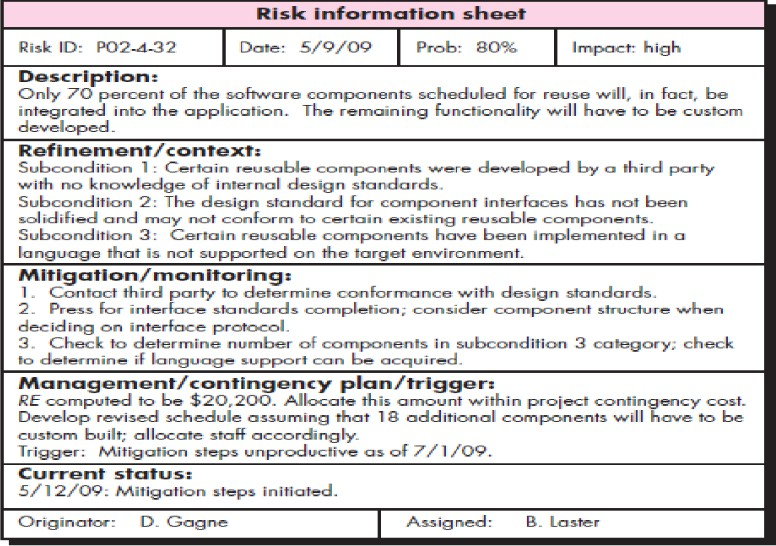 Risk information sheet
Risk ID: P02-4-32 Date: 5/9/09 Prob: 80% Impact: high
Description:
Only 70 percent of the software components scheduled for reuse will, in fact, be
integrated into the application. The remaining functionality will have to be custom
developed.
Refinement/context:
Subcondition 1: Certain reusable components were developed by a third party
with no knowledge of internal design standards.
Subcondition 2: The design standard for component interfaces has not been
solidified and may not conform to certain existing reusable components.
Subcondition 3: Certain reusable components have been implemented in a
language that is not supported on the target environment.
Mitigation/monitoring:
1. Contact third party to determine conformance with design standards.
2. Press for interface standards completion; consider component structure when
deciding on interface protocol.
3. Check to determine number of components in subcondition 3 category; check
to determine if language support can be acquired.
Management/contingency plan/trigger:
RE computed to be $20,200. Allocate this amount within project contingency cost.
Develop revised schedule assuming that 18 additional components will have to be
custom built; allocate staff accordingly.
Trigger: Mitigation steps unproductive as of 7/1/09.
Current status:
5/12/09: Mitigation steps initiated.
Originator: D. Gagne Assigned: B. Laster